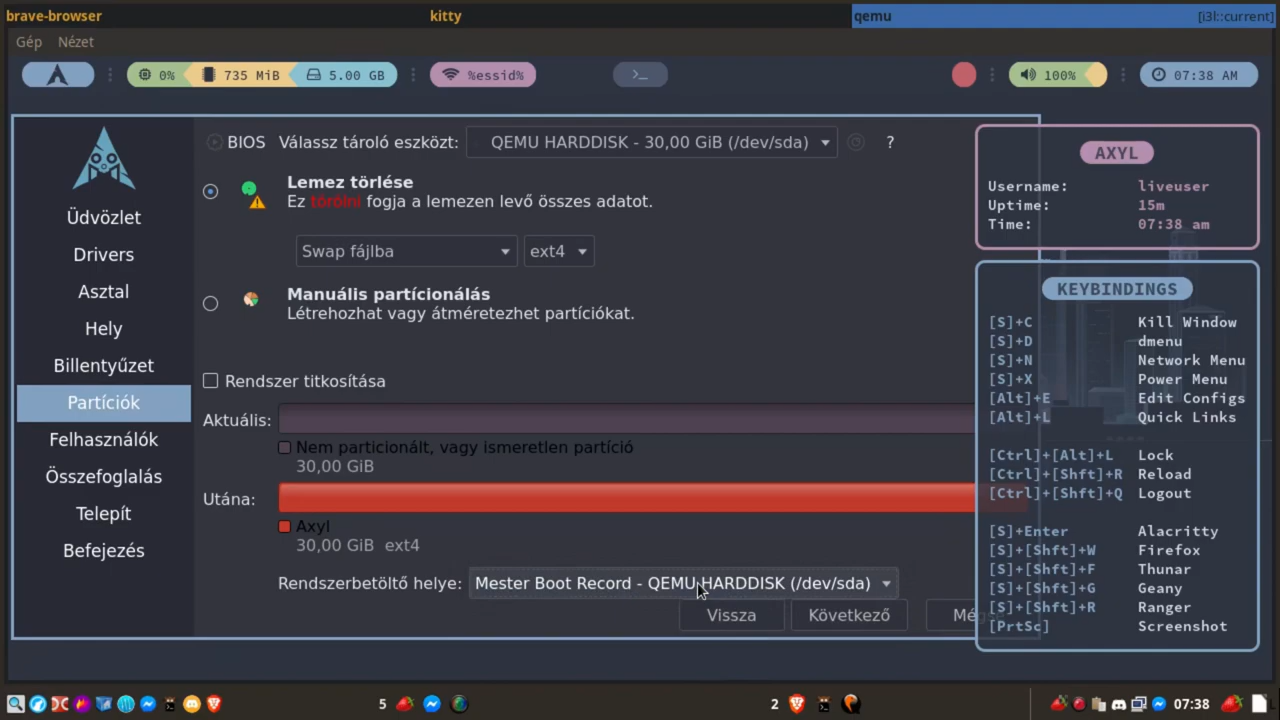 brave-browser kitty qemu [i3l::current]
Gép Nézet
0% 735 MiB 5.00 GB %essid% >_ 100% 07:38 AM
BIOS Válassz tároló eszközt: QEMU HARDDISK - 30,00 GiB (/dev/sda) ?
Lemez törlése
Ez törölni fogja a lemezen levő összes adatot.
Swap fájlba ext4
Manuális partícionálás
Létrehozhat vagy átméretezhet partíciókat.
Rendszer titkosítása
Aktuális:
Nem particionált, vagy ismeretlen partíció
30,00 GiB
Utána:
Axyl
30,00 GiB ext4
Rendszerbetöltő helye: Mester Boot Record - QEMU HARDDISK (/dev/sda)
Vissza Következő
Üdvözlet
Drivers
Asztal
Hely
Billentyűzet
Partíciók
Felhasználók
Összefoglalás
Telepít
Befejezés
AXYL
Username: liveuser
Uptime: 15m
Time: 07:38 am
KEYBINDINGS
[S]+C Kill Window
[S]+D dmenu
[S]+N Network Menu
[S]+X Power Menu
[Alt]+E Edit Configs
[Alt]+L Quick Links
[Ctrl]+[Alt]+L Lock
[Ctrl]+[Shft]+R Reload
[Ctrl]+[Shft]+Q Logout
[S]+Enter Alacritty
[S]+[Shft]+W Firefox
[S]+[Shft]+F Thunar
[S]+[Shft]+G Geany
[S]+[Shft]+R Ranger
[PrtSc] Screenshot
5 2 07:38